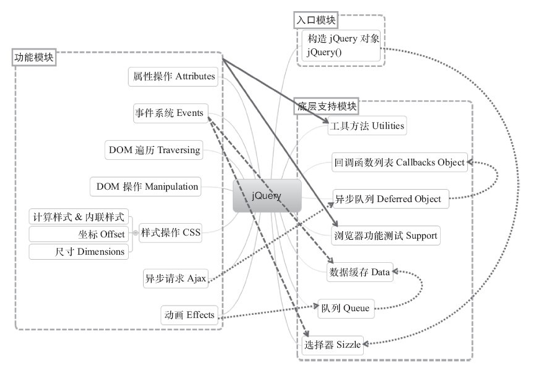 入口模块
构造 jQuery 对象
jQuery()
功能模块
属性操作 Attributes
事件系统 Events
DOM 遍历 Traversing
DOM 操作 Manipulation
计算样式 & 内联样式
坐标 Offset
尺寸 Dimensions
样式操作 CSS
异步请求 Ajax
动画 Effects
jQuery
底层支持模块
工具方法 Utilities
回调函数列表 Callbacks Object
异步队列 Deferred Object
浏览器功能测试 Support
数据缓存 Data
队列 Queue
选择器 Sizzle